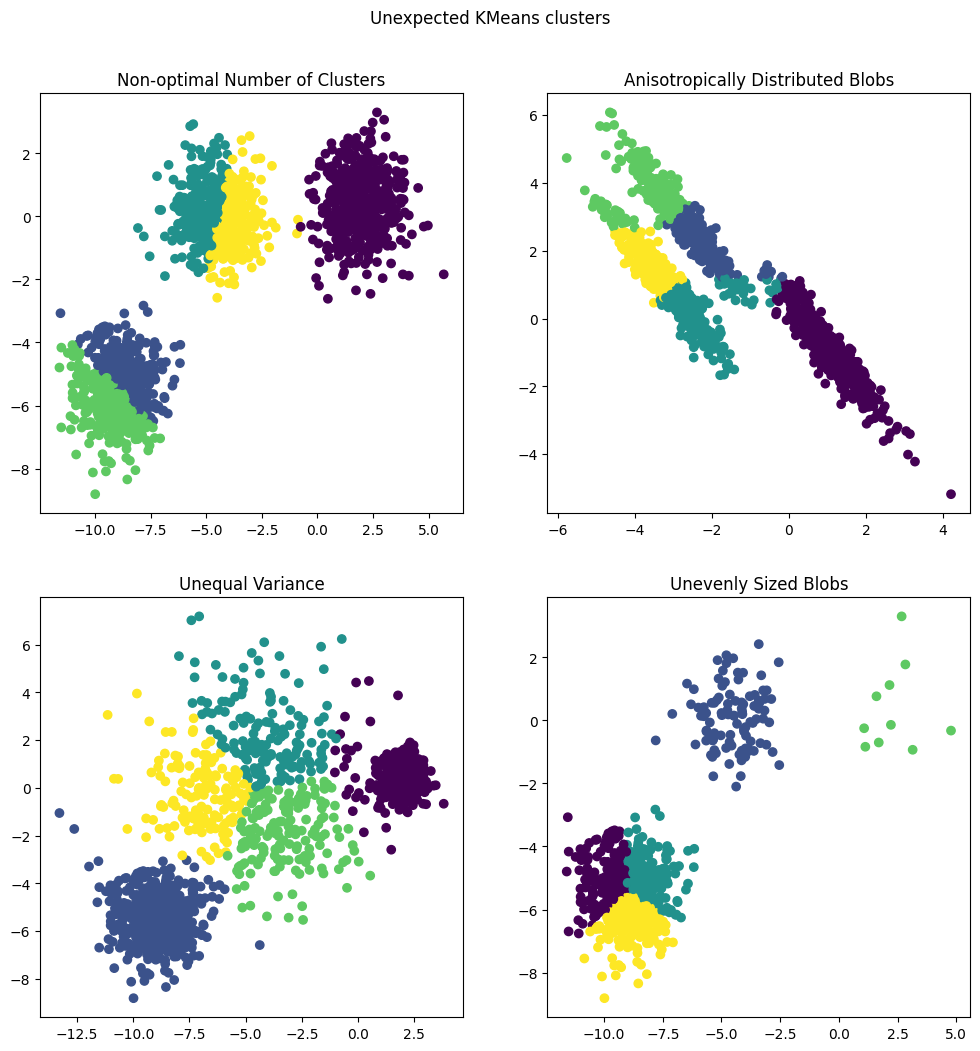 Unexpected KMeans clusters
Non-optimal Number of Clusters
2
0
−2
−4
−6
−8
−10.0 −7.5 −5.0 −2.5 0.0 2.5 5.0
Anisotropically Distributed Blobs
6
4
2
0
−2
−4
−6 −4 −2 0 2 4
Unequal Variance
6
4
2
0
−2
−4
−6
−8
−12.5 −10.0 −7.5 −5.0 −2.5 0.0 2.5
Unevenly Sized Blobs
2
0
−2
−4
−6
−8
−10.0 −7.5 −5.0 −2.5 0.0 2.5 5.0